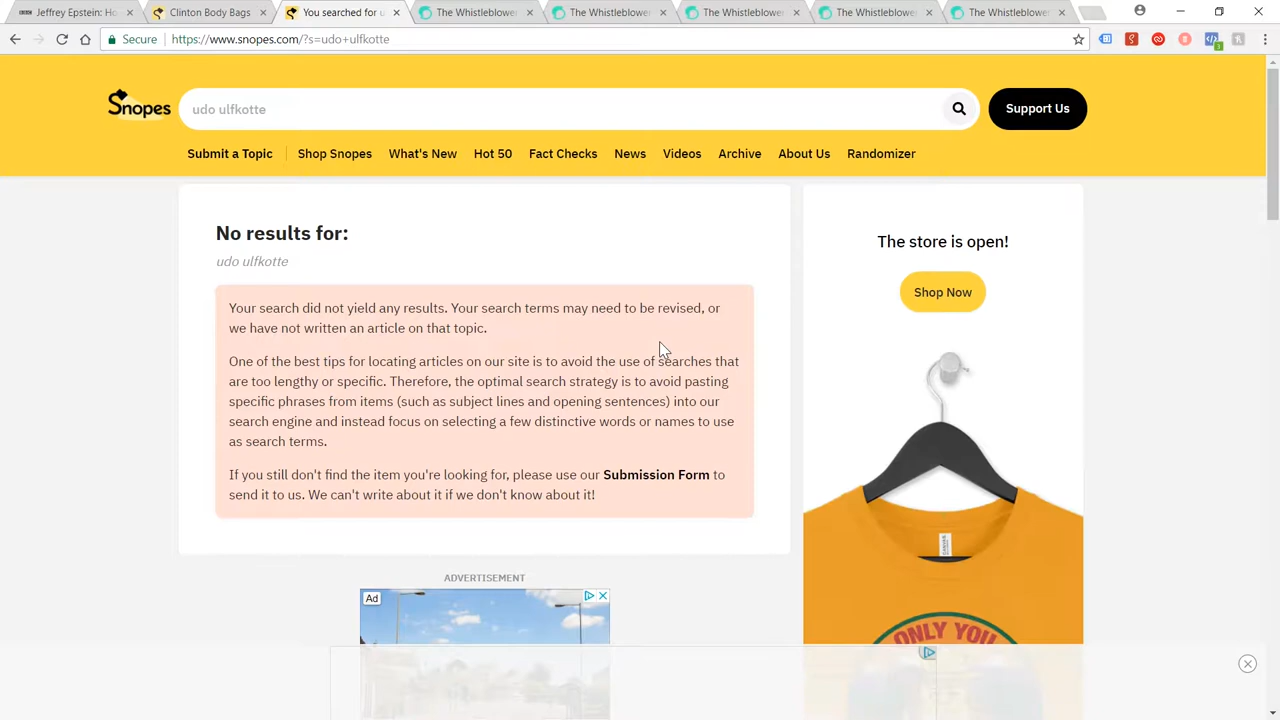 Jeffrey Epstein: Ho
Clinton Body Bags
You searched for u
The Whistleblower
The Whistleblower
The Whistleblower
The Whistleblower
The Whistleblower
Secure
https://www.snopes.com/?s=udo+ulfkotte
3
Snopes
udo ulfkotte
Support Us
Submit a Topic
Shop Snopes
What's New
Hot 50
Fact Checks
News
Videos
Archive
About Us
Randomizer
No results for:
udo ulfkotte
Your search did not yield any results. Your search terms may need to be revised, or
we have not written an article on that topic.
One of the best tips for locating articles on our site is to avoid the use of searches that
are too lengthy or specific. Therefore, the optimal search strategy is to avoid pasting
specific phrases from items (such as subject lines and opening sentences) into our
search engine and instead focus on selecting a few distinctive words or names to use
as search terms.
If you still don't find the item you're looking for, please use our Submission Form to
send it to us. We can't write about it if we don't know about it!
The store is open!
Shop Now
ONLY YOU
ADVERTISEMENT
Ad